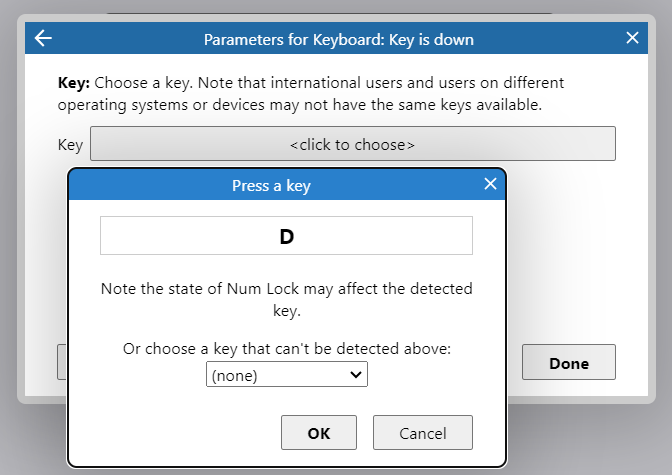 Parameters for Keyboard: Key is down
Key: Choose a key. Note that international users and users on different
operating systems or devices may not have the same keys available.
Key <click to choose>
Press a key
D
Note the state of Num Lock may affect the detected
key.
Or choose a key that can't be detected above:
(none)
Done
OK Cancel